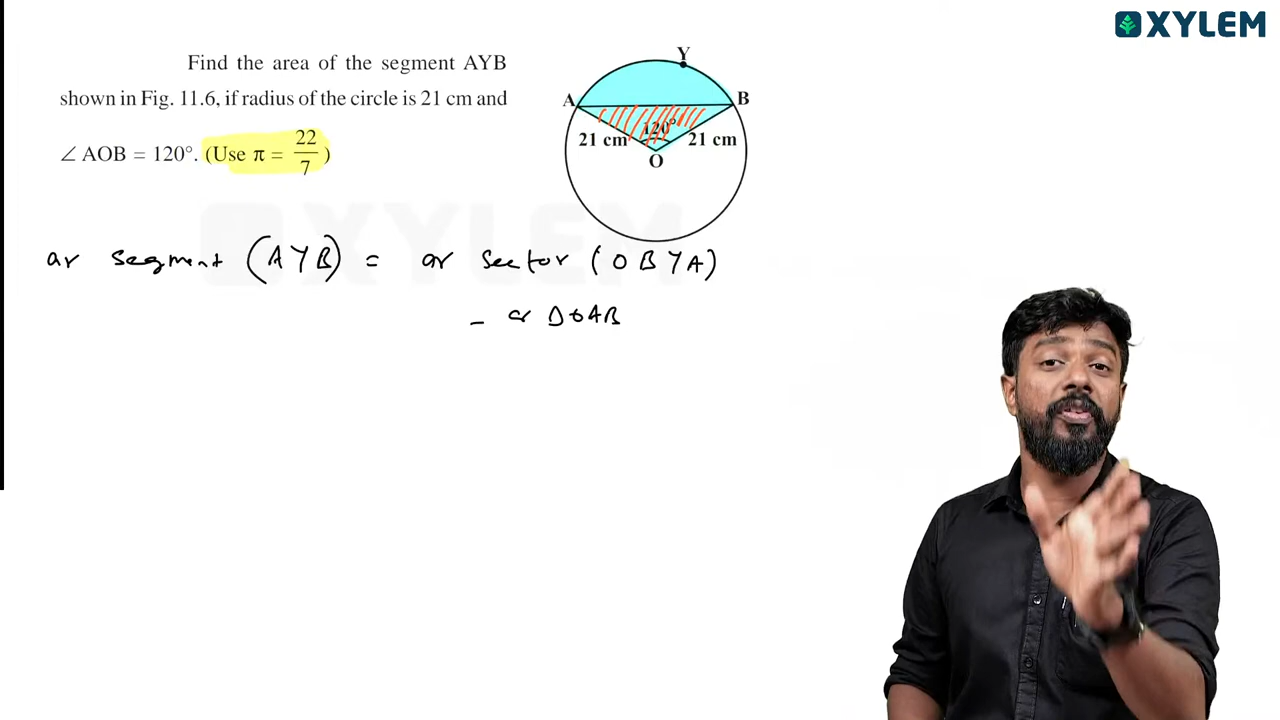 XYLEM
Find the area of the segment AYB
shown in Fig. 11.6, if radius of the circle is 21 cm and
∠ AOB = 120°. (Use π = 22/7)
Y
A
B
120°
21 cm
21 cm
O
XYLEM
ar segment (AYB) = ar sector (OBYA)
- ar ΔOAB